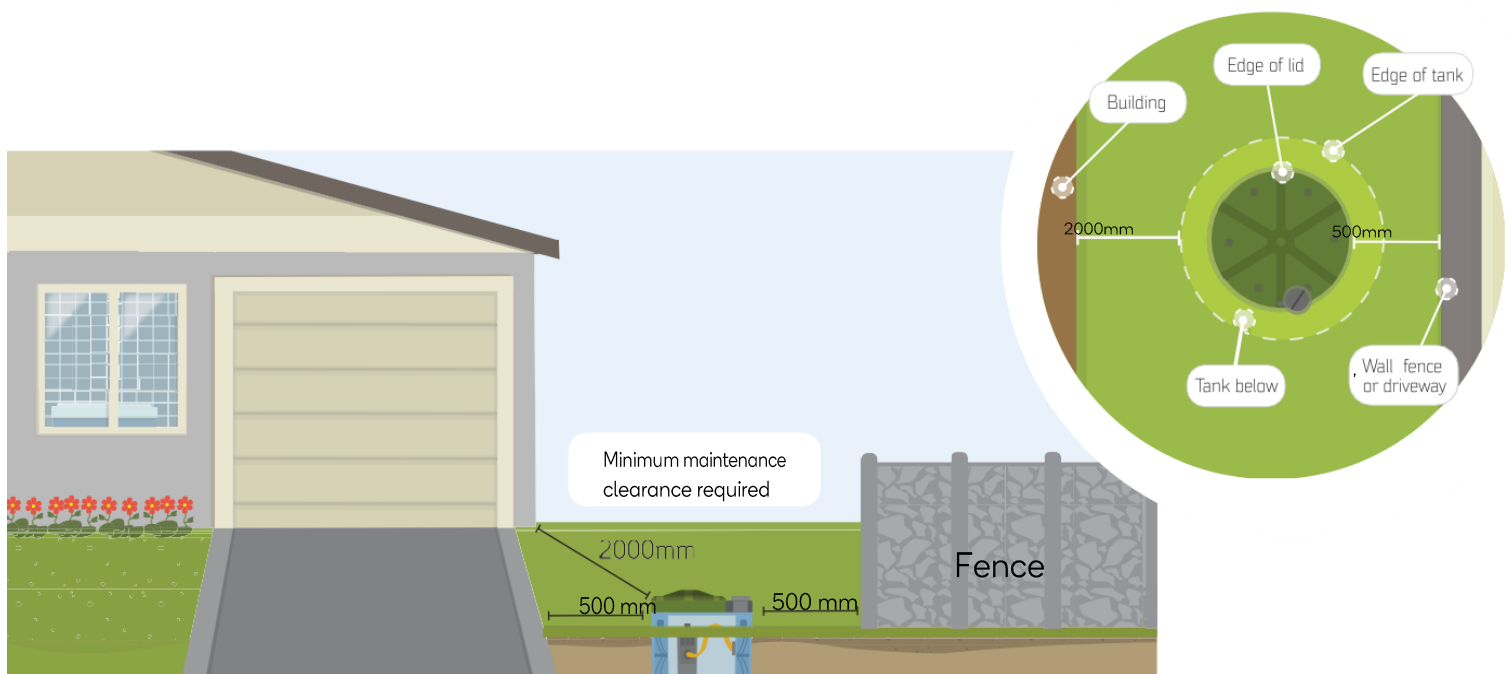 Edge of lid
Edge of tank
Building
2000mm
500mm
Tank below
, Wall fence
or driveway
Minimum maintenance
clearance required
2000mm
Fence
500 mm
500 mm